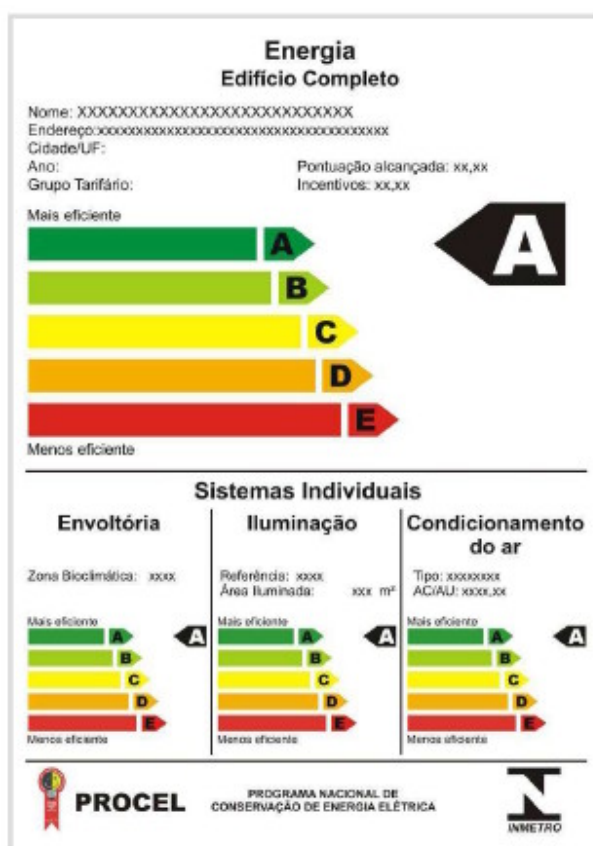 Energia
Edifício Completo
Nome: XXXXXXXXXXXXXXXXXXXXXXXXXXX
Endereço:xxxxxxxxxxxxxxxxxxxxxxxxxxxxxxxxxxxxxx
Cidade/UF:
Ano: Pontuação alcançada: xx,xx
Grupo Tarifário: Incentivos: xx,xx
Mais eficiente
A
A
B
C
D
E
Menos eficiente
Sistemas Individuais
Envoltória
Zona Bioclimática: xxxx
Mais eficiente
A
A
B
C
D
E
Menos eficiente
Iluminação
Referência: xxxx
Área Iluminada: xxx m²
Mais eficiente
A
A
B
C
D
E
Menos eficiente
Condicionamento
do ar
Tipo: xxxxxxxx
AC/AU: xxxx,xx
Mais eficiente
A
A
B
C
D
E
Menos eficiente
PROCEL
PROGRAMA NACIONAL DE
CONSERVAÇÃO DE ENERGIA ELÉTRICA
INMETRO